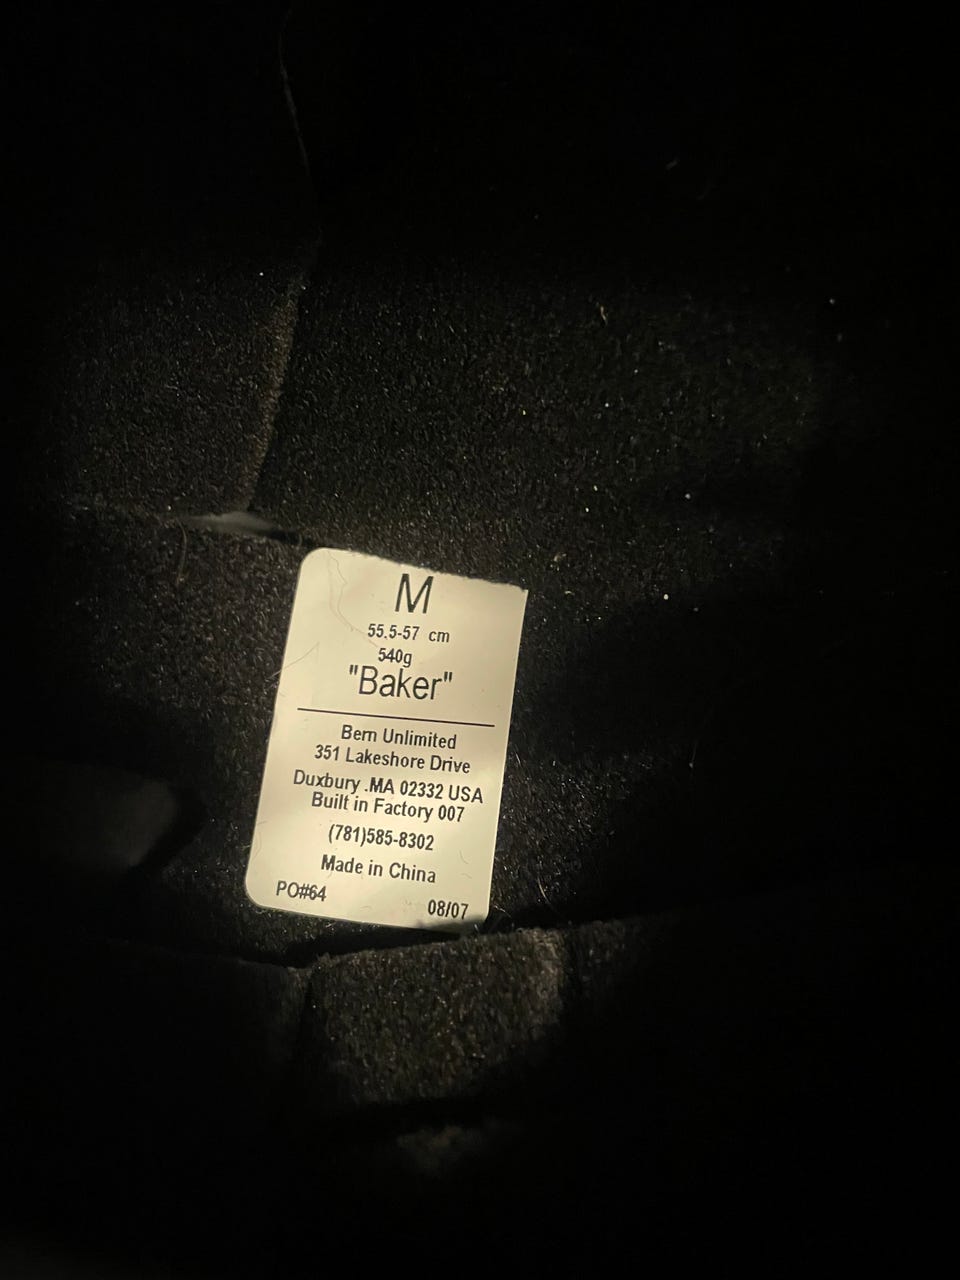 M
55.5-57 cm
540g
"Baker"
Bern Unlimited
351 Lakeshore Drive
Duxbury .MA 02332 USA
Built in Factory 007
(781)585-8302
Made in China
PO#64
08/07